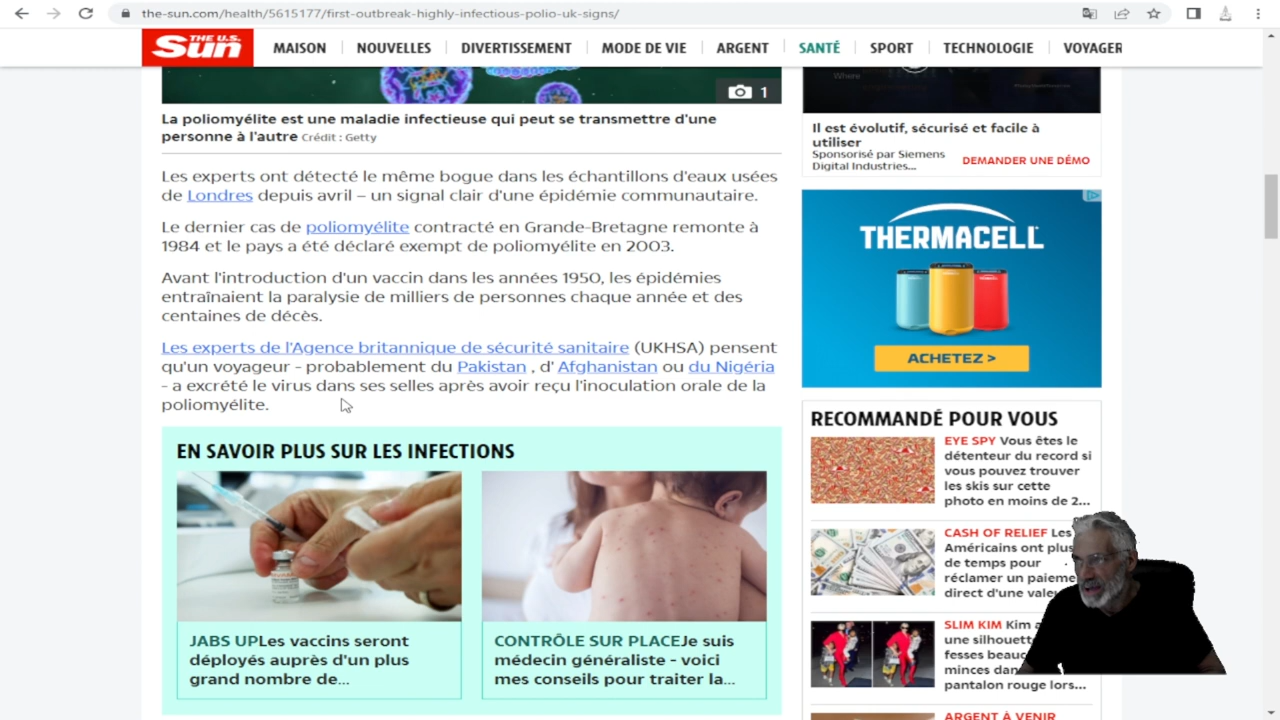 the-sun.com/health/5615177/first-outbreak-highly-infectious-polio-uk-signs/
THE U.S. Sun
MAISON NOUVELLES DIVERTISSEMENT MODE DE VIE ARGENT SANTÉ SPORT TECHNOLOGIE VOYAGER
1
La poliomyélite est une maladie infectieuse qui peut se transmettre d'une
personne à l'autre Crédit : Getty
Les experts ont détecté le même bogue dans les échantillons d'eaux usées
de Londres depuis avril – un signal clair d'une épidémie communautaire.
Le dernier cas de poliomyélite contracté en Grande-Bretagne remonte à
1984 et le pays a été déclaré exempt de poliomyélite en 2003.
Avant l'introduction d'un vaccin dans les années 1950, les épidémies
entraînaient la paralysie de milliers de personnes chaque année et des
centaines de décès.
Les experts de l'Agence britannique de sécurité sanitaire (UKHSA) pensent
qu'un voyageur - probablement du Pakistan , d' Afghanistan ou du Nigéria
- a excrété le virus dans ses selles après avoir reçu l'inoculation orale de la
poliomyélite.
EN SAVOIR PLUS SUR LES INFECTIONS
JABS UPLes vaccins seront
déployés auprès d'un plus
grand nombre de...
CONTRÔLE SUR PLACEJe suis
médecin généraliste - voici
mes conseils pour traiter la...
Where
Il est évolutif, sécurisé et facile à
utiliser
Sponsorisé par Siemens
Digital Industries...
DEMANDER UNE DÉMO
THERMACELL
ACHETEZ >
RECOMMANDÉ POUR VOUS
EYE SPY Vous êtes le
détenteur du record si
vous pouvez trouver
les skis sur cette
photo en moins de 2...
CASH OF RELIEF Les
Américains ont plus
de temps pour
réclamer un paieme
direct d'une vale
SLIM KIM Kim a
une silhouett
fesses beauc
minces dan
pantalon rouge lors...
ARGENT À VENIR